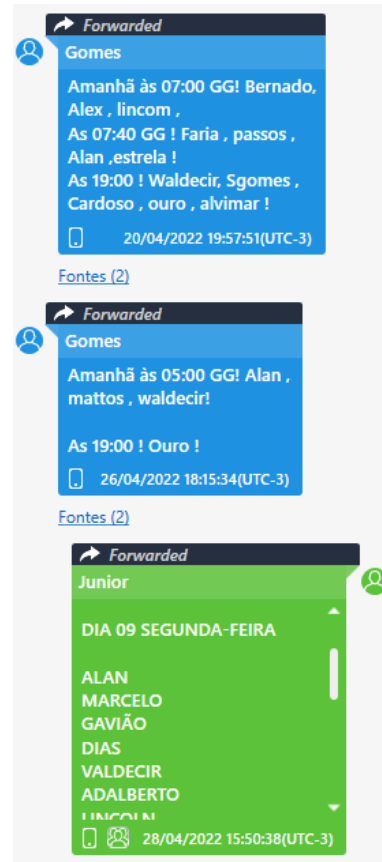 Forwarded
Gomes
Amanhã às 07:00 GG! Bernado,
Alex , lincom ,
As 07:40 GG ! Faria , passos ,
Alan ,estrela !
As 19:00 ! Waldecir, Sgomes ,
Cardoso , ouro , alvimar !
20/04/2022 19:57:51(UTC-3)
Fontes (2)
Forwarded
Gomes
Amanhã às 05:00 GG! Alan ,
mattos , waldecir!
As 19:00 ! Ouro !
26/04/2022 18:15:34(UTC-3)
Fontes (2)
Forwarded
Junior
DIA 09 SEGUNDA-FEIRA
ALAN
MARCELO
GAVIÃO
DIAS
VALDECIR
ADALBERTO
LINCOLN
28/04/2022 15:50:38(UTC-3)